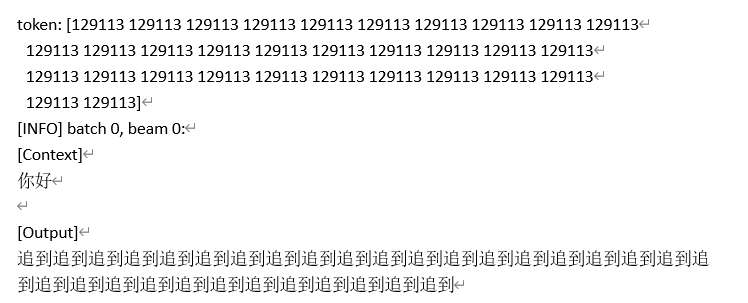 token: [129113 129113 129113 129113 129113 129113 129113 129113 129113 129113
129113 129113 129113 129113 129113 129113 129113 129113 129113 129113
129113 129113 129113 129113 129113 129113 129113 129113 129113 129113
129113 129113]
[INFO] batch 0, beam 0:
[Context]
你好
[Output]
追到追到追到追到追到追到追到追到追到追到追到追到追到追到追到追到追到追到追到追
到追到追到追到追到追到追到追到追到追到追到追到追到